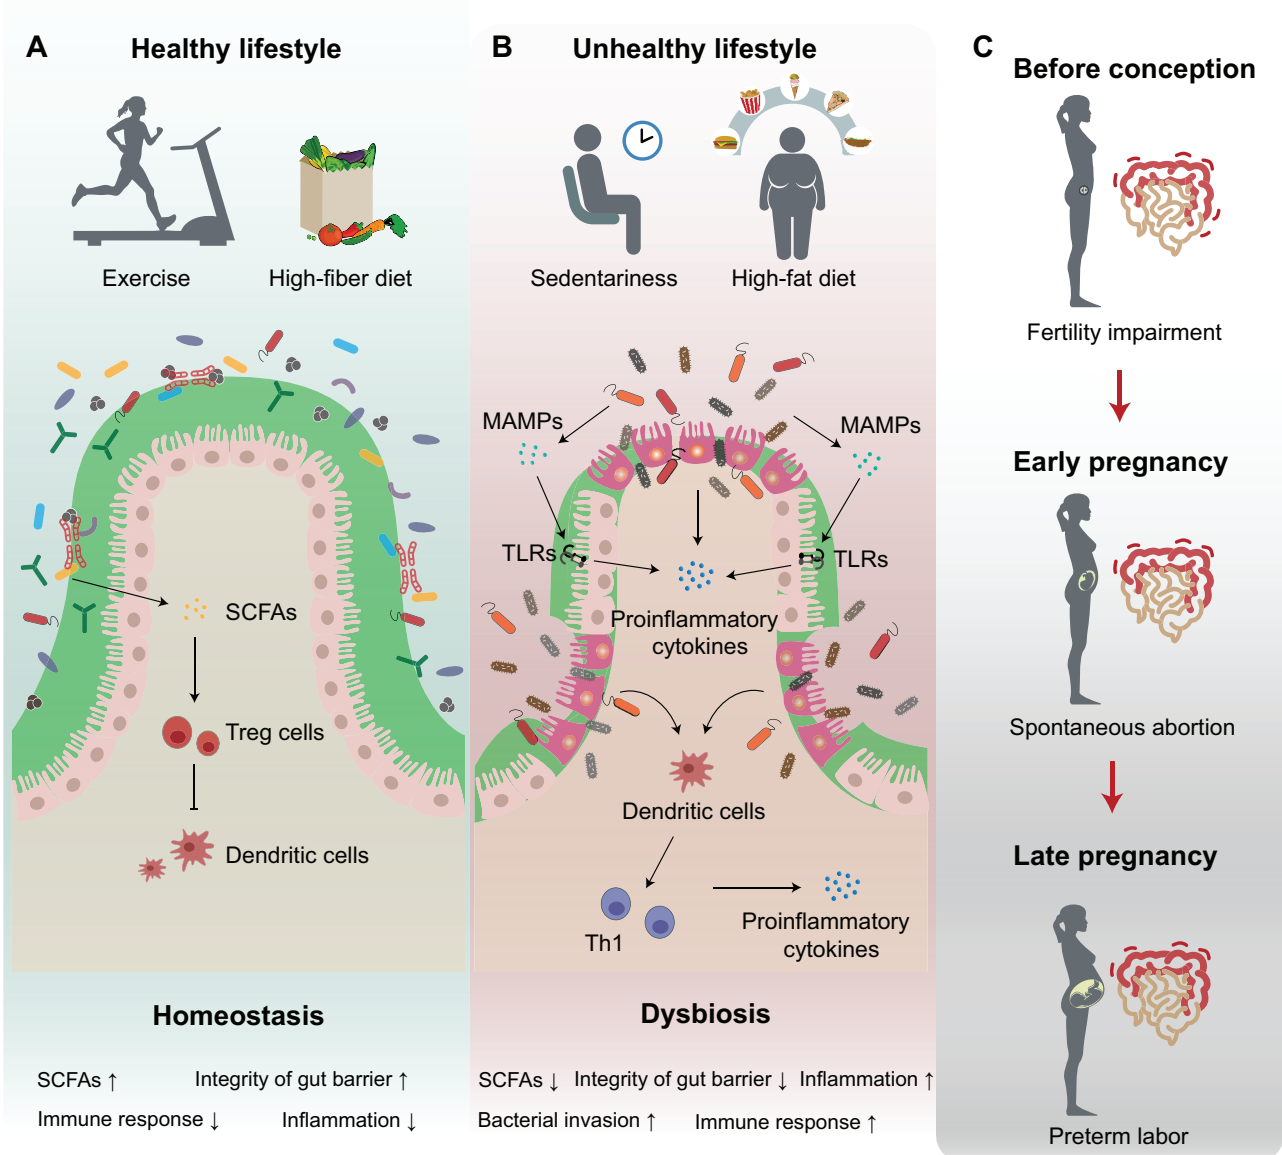 A
Healthy lifestyle
Exercise
High-fiber diet
SCFAs
Treg cells
Dendritic cells
Homeostasis
SCFAs ↑
Integrity of gut barrier ↑
Immune response ↓
Inflammation ↓
B
Unhealthy lifestyle
Sedentariness
High-fat diet
MAMPs
MAMPs
TLRs
TLRs
Proinflammatory
cytokines
Dendritic cells
Th1
Proinflammatory
cytokines
Dysbiosis
SCFAs ↓
Integrity of gut barrier ↓
Inflammation ↑
Bacterial invasion ↑
Immune response ↑
C
Before conception
Fertility impairment
Early pregnancy
Spontaneous abortion
Late pregnancy
Preterm labor